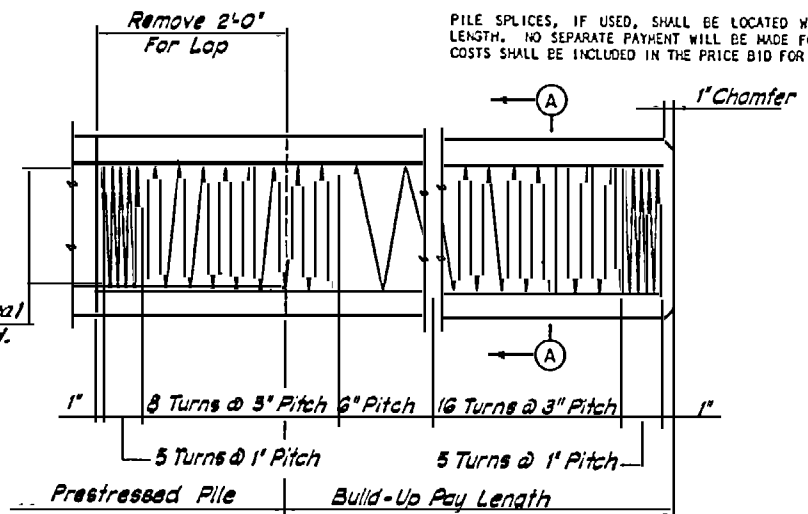 Remove 2'-0"
For Lap
PILE SPLICES, IF USED, SHALL BE LOCATED
LENGTH. NO SEPARATE PAYMENT WILL BE MADE
COSTS SHALL BE INCLUDED IN THE PRICE BID FOR
A
1" Chamfer
A
1" 8 Turns @ 3" Pitch 6" Pitch 16 Turns @ 3" Pitch 1"
5 Turns @ 1" Pitch 5 Turns @ 1" Pitch
Prestressed Pile Build-Up Pay Length